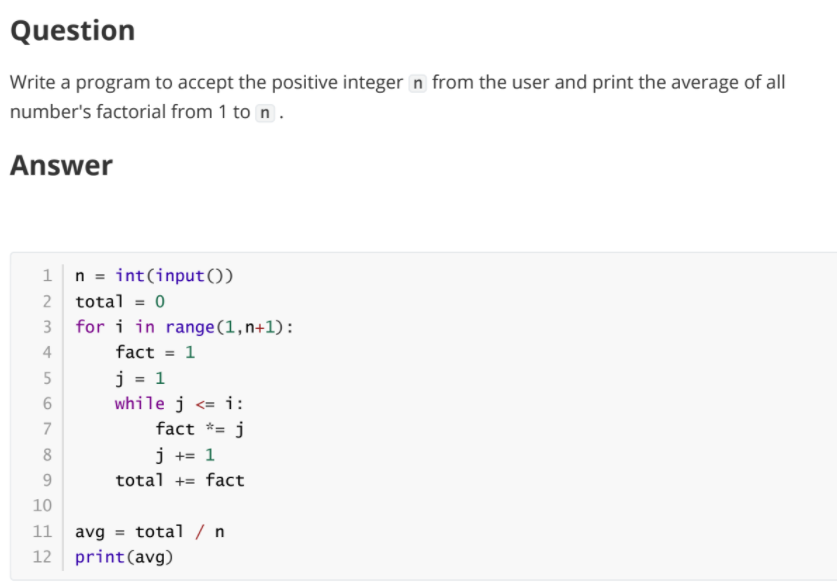 Question
Write a program to accept the positive integer n from the user and print the average of all
number's factorial from 1 to n .
Answer
1 n = int(input())
2 total = 0
3 for i in range(1,n+1):
4     fact = 1
5     j = 1
6     while j <= i:
7         fact *= j
8         j += 1
9     total += fact
10
11 avg = total / n
12 print(avg)